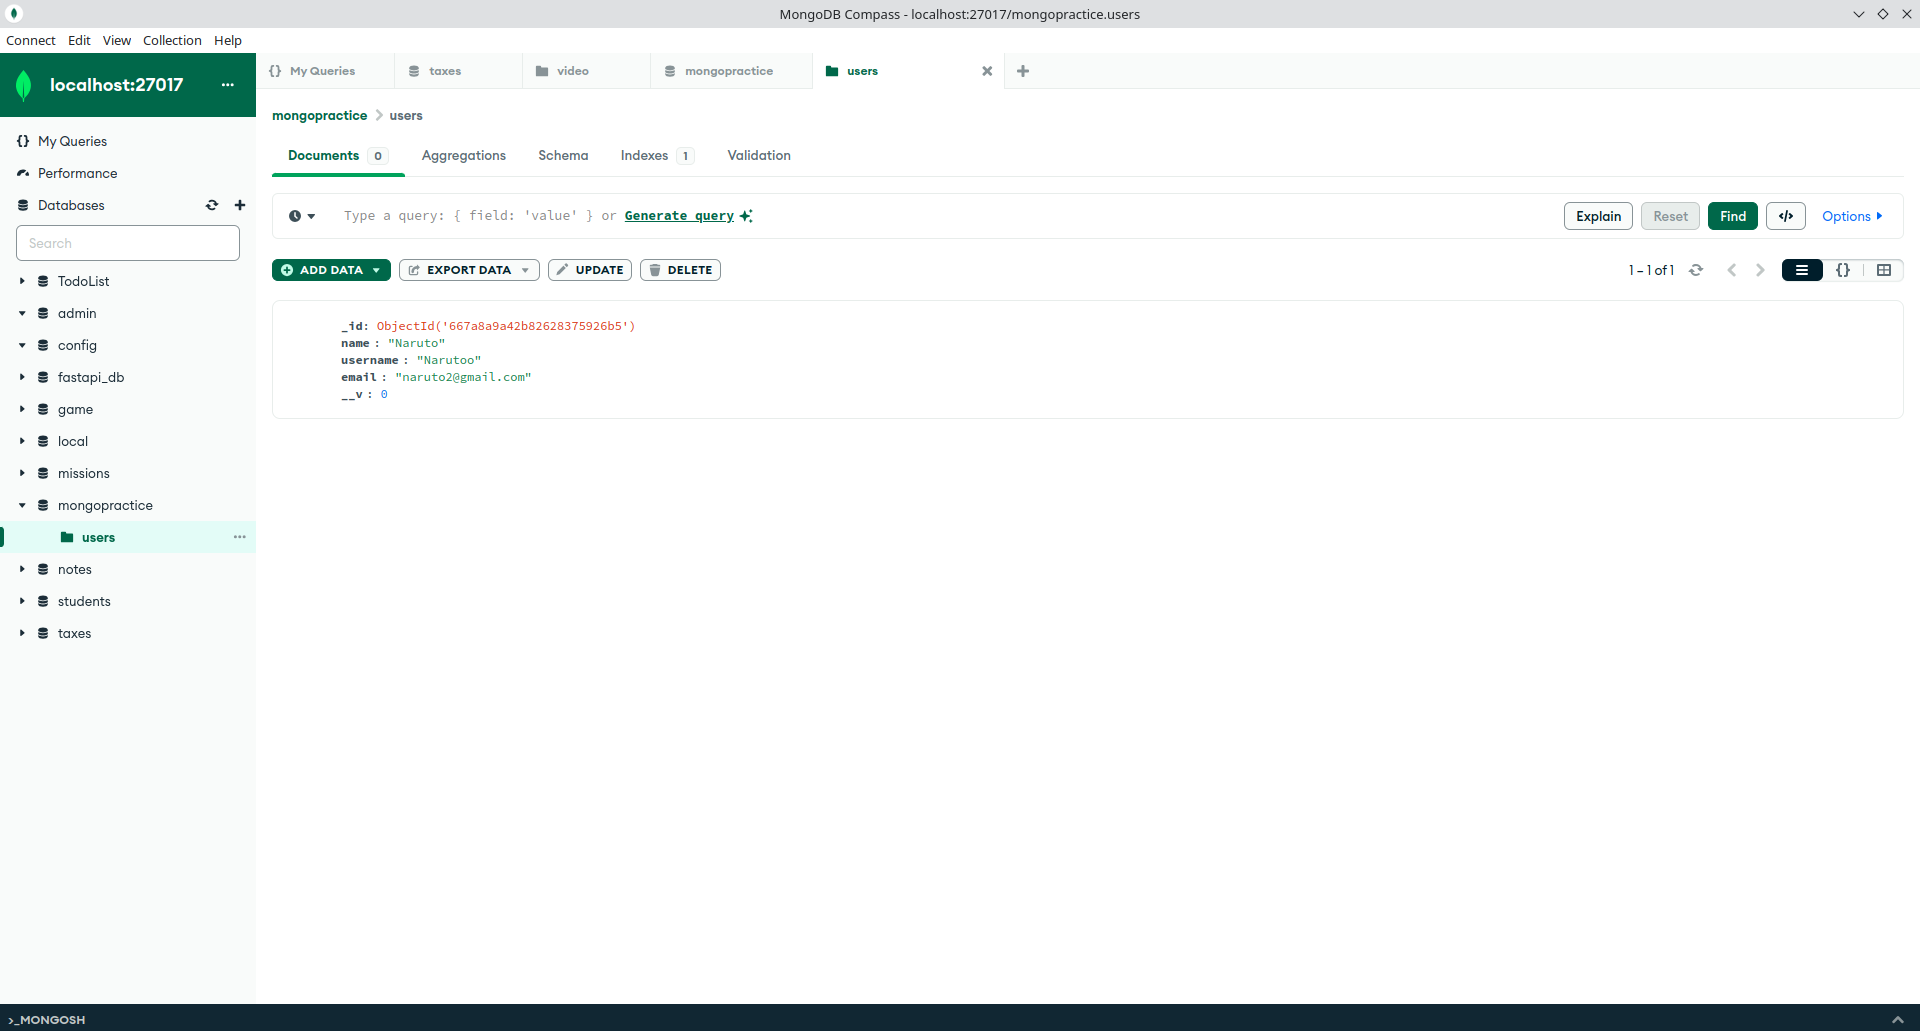 MongoDB Compass - localhost:27017/mongopractice.users
Connect Edit View Collection Help
localhost:27017
My Queries
Performance
Databases
Search
TodoList
admin
config
fastapi_db
game
local
missions
mongopractice
users
notes
students
taxes
{} My Queries taxes video mongopractice users
mongopractice > users
Documents 0 Aggregations Schema Indexes 1 Validation
Type a query: { field: 'value' } or Generate query
Explain Reset Find </> Options
ADD DATA EXPORT DATA UPDATE DELETE
1 – 1 of 1 {}
_id: ObjectId('667a8a9a42b82628375926b5')
name : "Naruto"
username : "Narutoo"
email : "naruto2@gmail.com"
__v : 0
>_MONGOSH